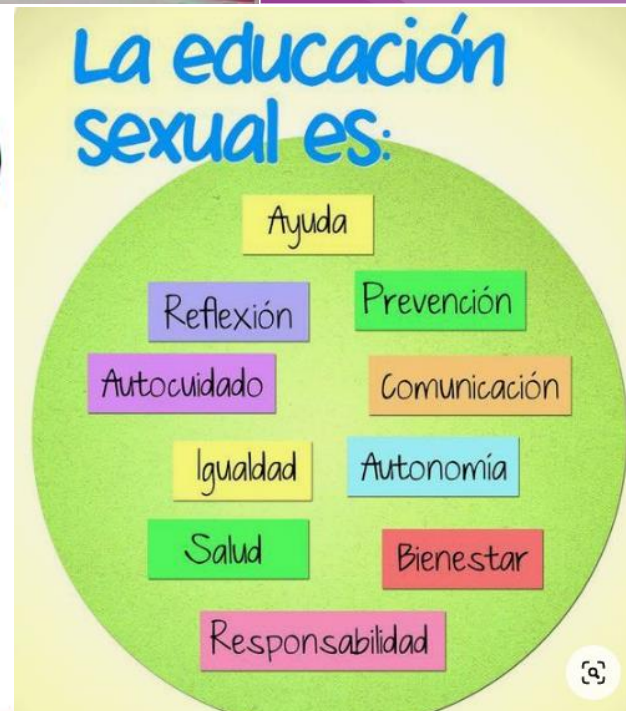 La educación
sexual es:
Ayuda
Reflexión
Prevención
Autocuidado
Comunicación
Igualdad
Autonomía
Salud
Bienestar
Responsabilidad